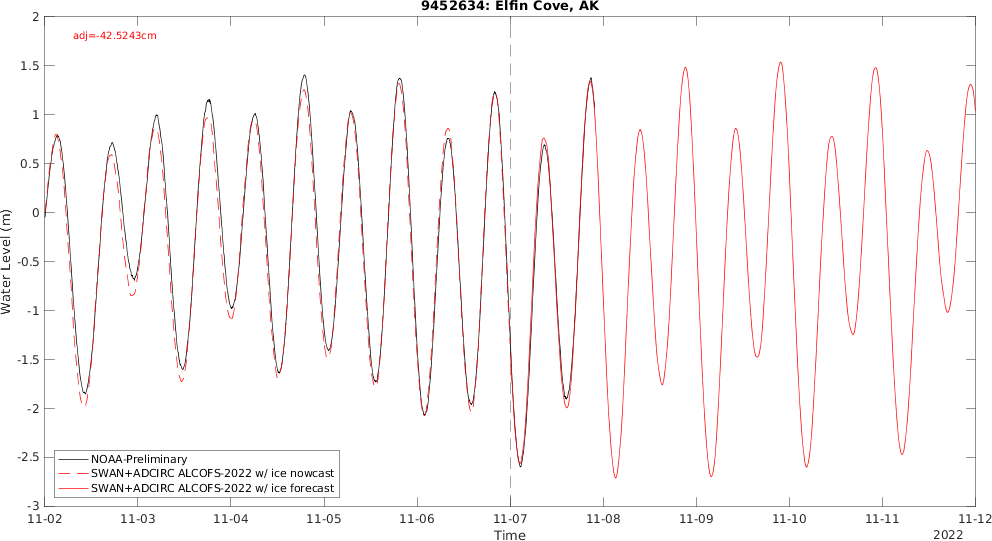 9452634: Elfin Cove, AK
adj=-42.5243cm
Water Level (m)
2
1.5
1
0.5
0
-0.5
-1
-1.5
-2
-2.5
-3
NOAA-Preliminary
SWAN+ADCIRC ALCOFS-2022 w/ ice nowcast
SWAN+ADCIRC ALCOFS-2022 w/ ice forecast
11-02 11-03 11-04 11-05 11-06 11-07 11-08 11-09 11-10 11-11 11-12
Time
2022